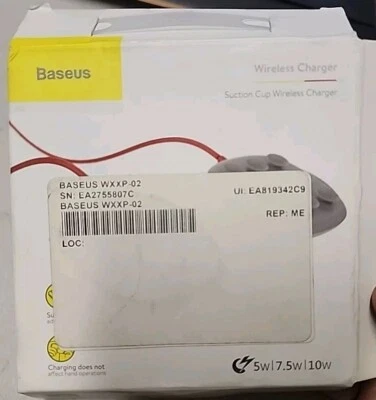 Baseus
Wireless Charger
Suction Cup Wireless Charger
BASEUS WXXP-02
SN: EA2755807C
UI: EA819342C9
BASEUS WXXP-02
REP: ME
LOC:
Charging does not
affect hand operations
5w|7.5w|10w